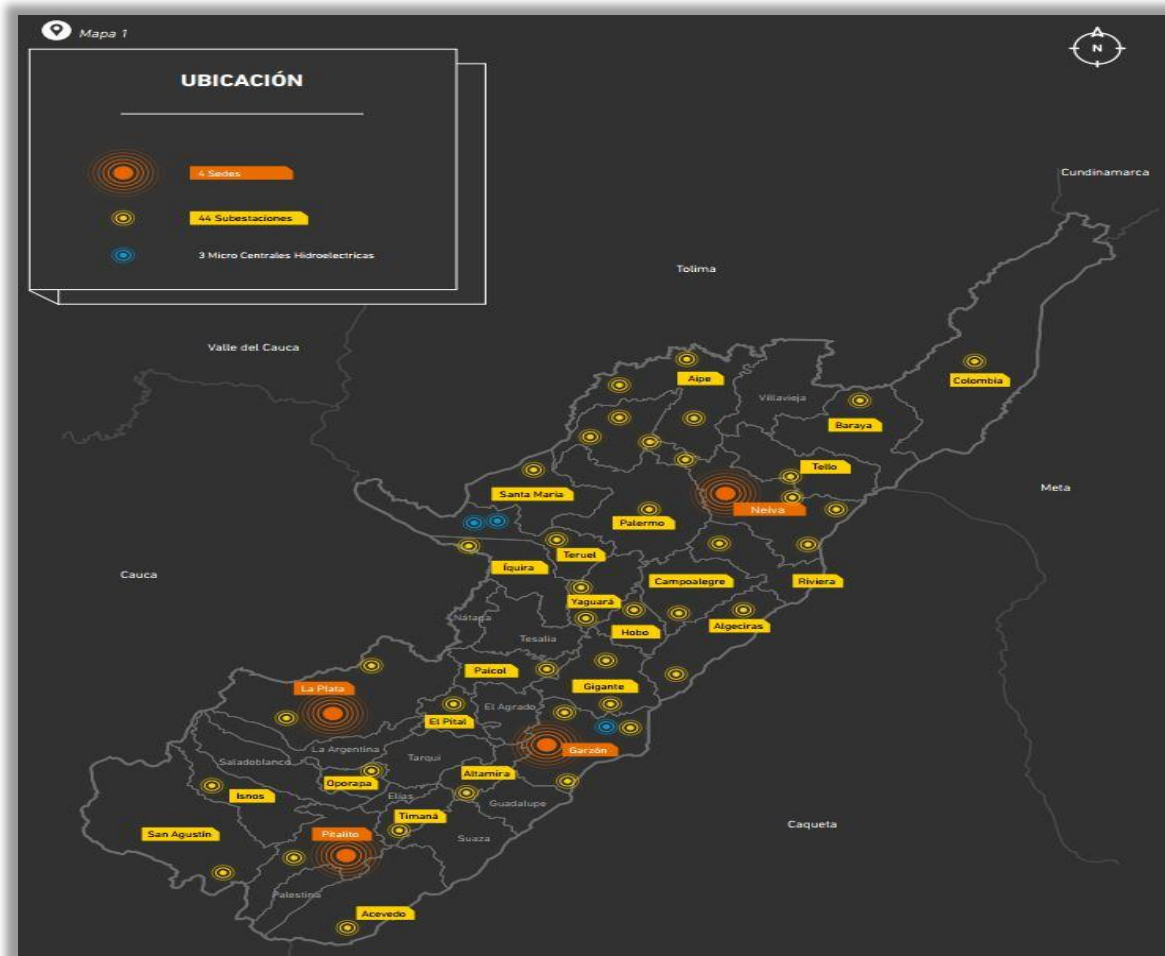 Mapa 1
N
UBICACIÓN
4 Sedes
44 Subestaciones
3 Micro Centrales Hidroelectricas
Cundinamarca
Tolima
Valle del Cauca
Aipe
Colombia
Villavieja
Baraya
Tello
Santa María
Meta
Neiva
Palermo
Teruel
Íquira
Cauca
Campoalegre
Riviera
Yaguará
Nátaga
Algeciras
Hobo
Tesalia
Paicol
Gigante
La Plata
El Agrado
El Pital
La Argentina
Garzón
Tarqui
Saladoblanco
Altamira
Oporapa
Isnos
Elías
Guadalupe
Timaná
Caqueta
San Agustín
Pitalito
Suaza
Palestina
Acevedo